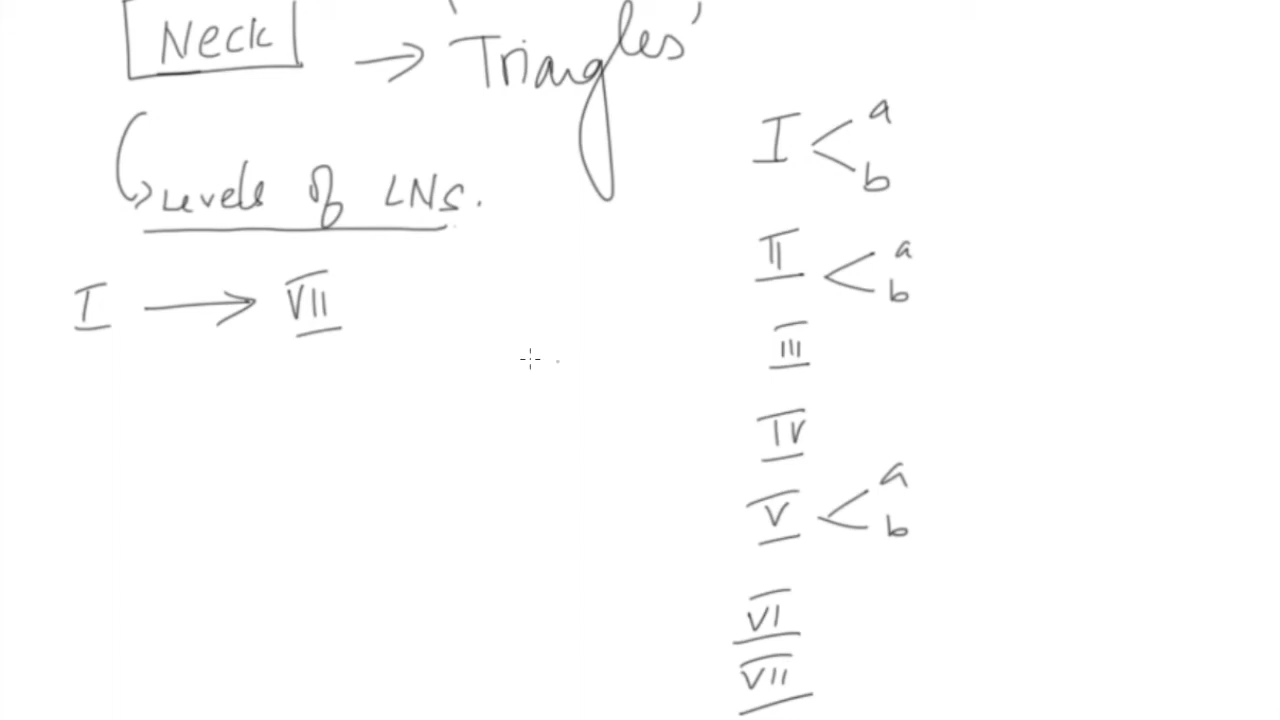 Neck → 'Triangles'
Levels of LNs.
I → VII
I < a
b
II < a
b
III
IV
V < a
b
VI
VII